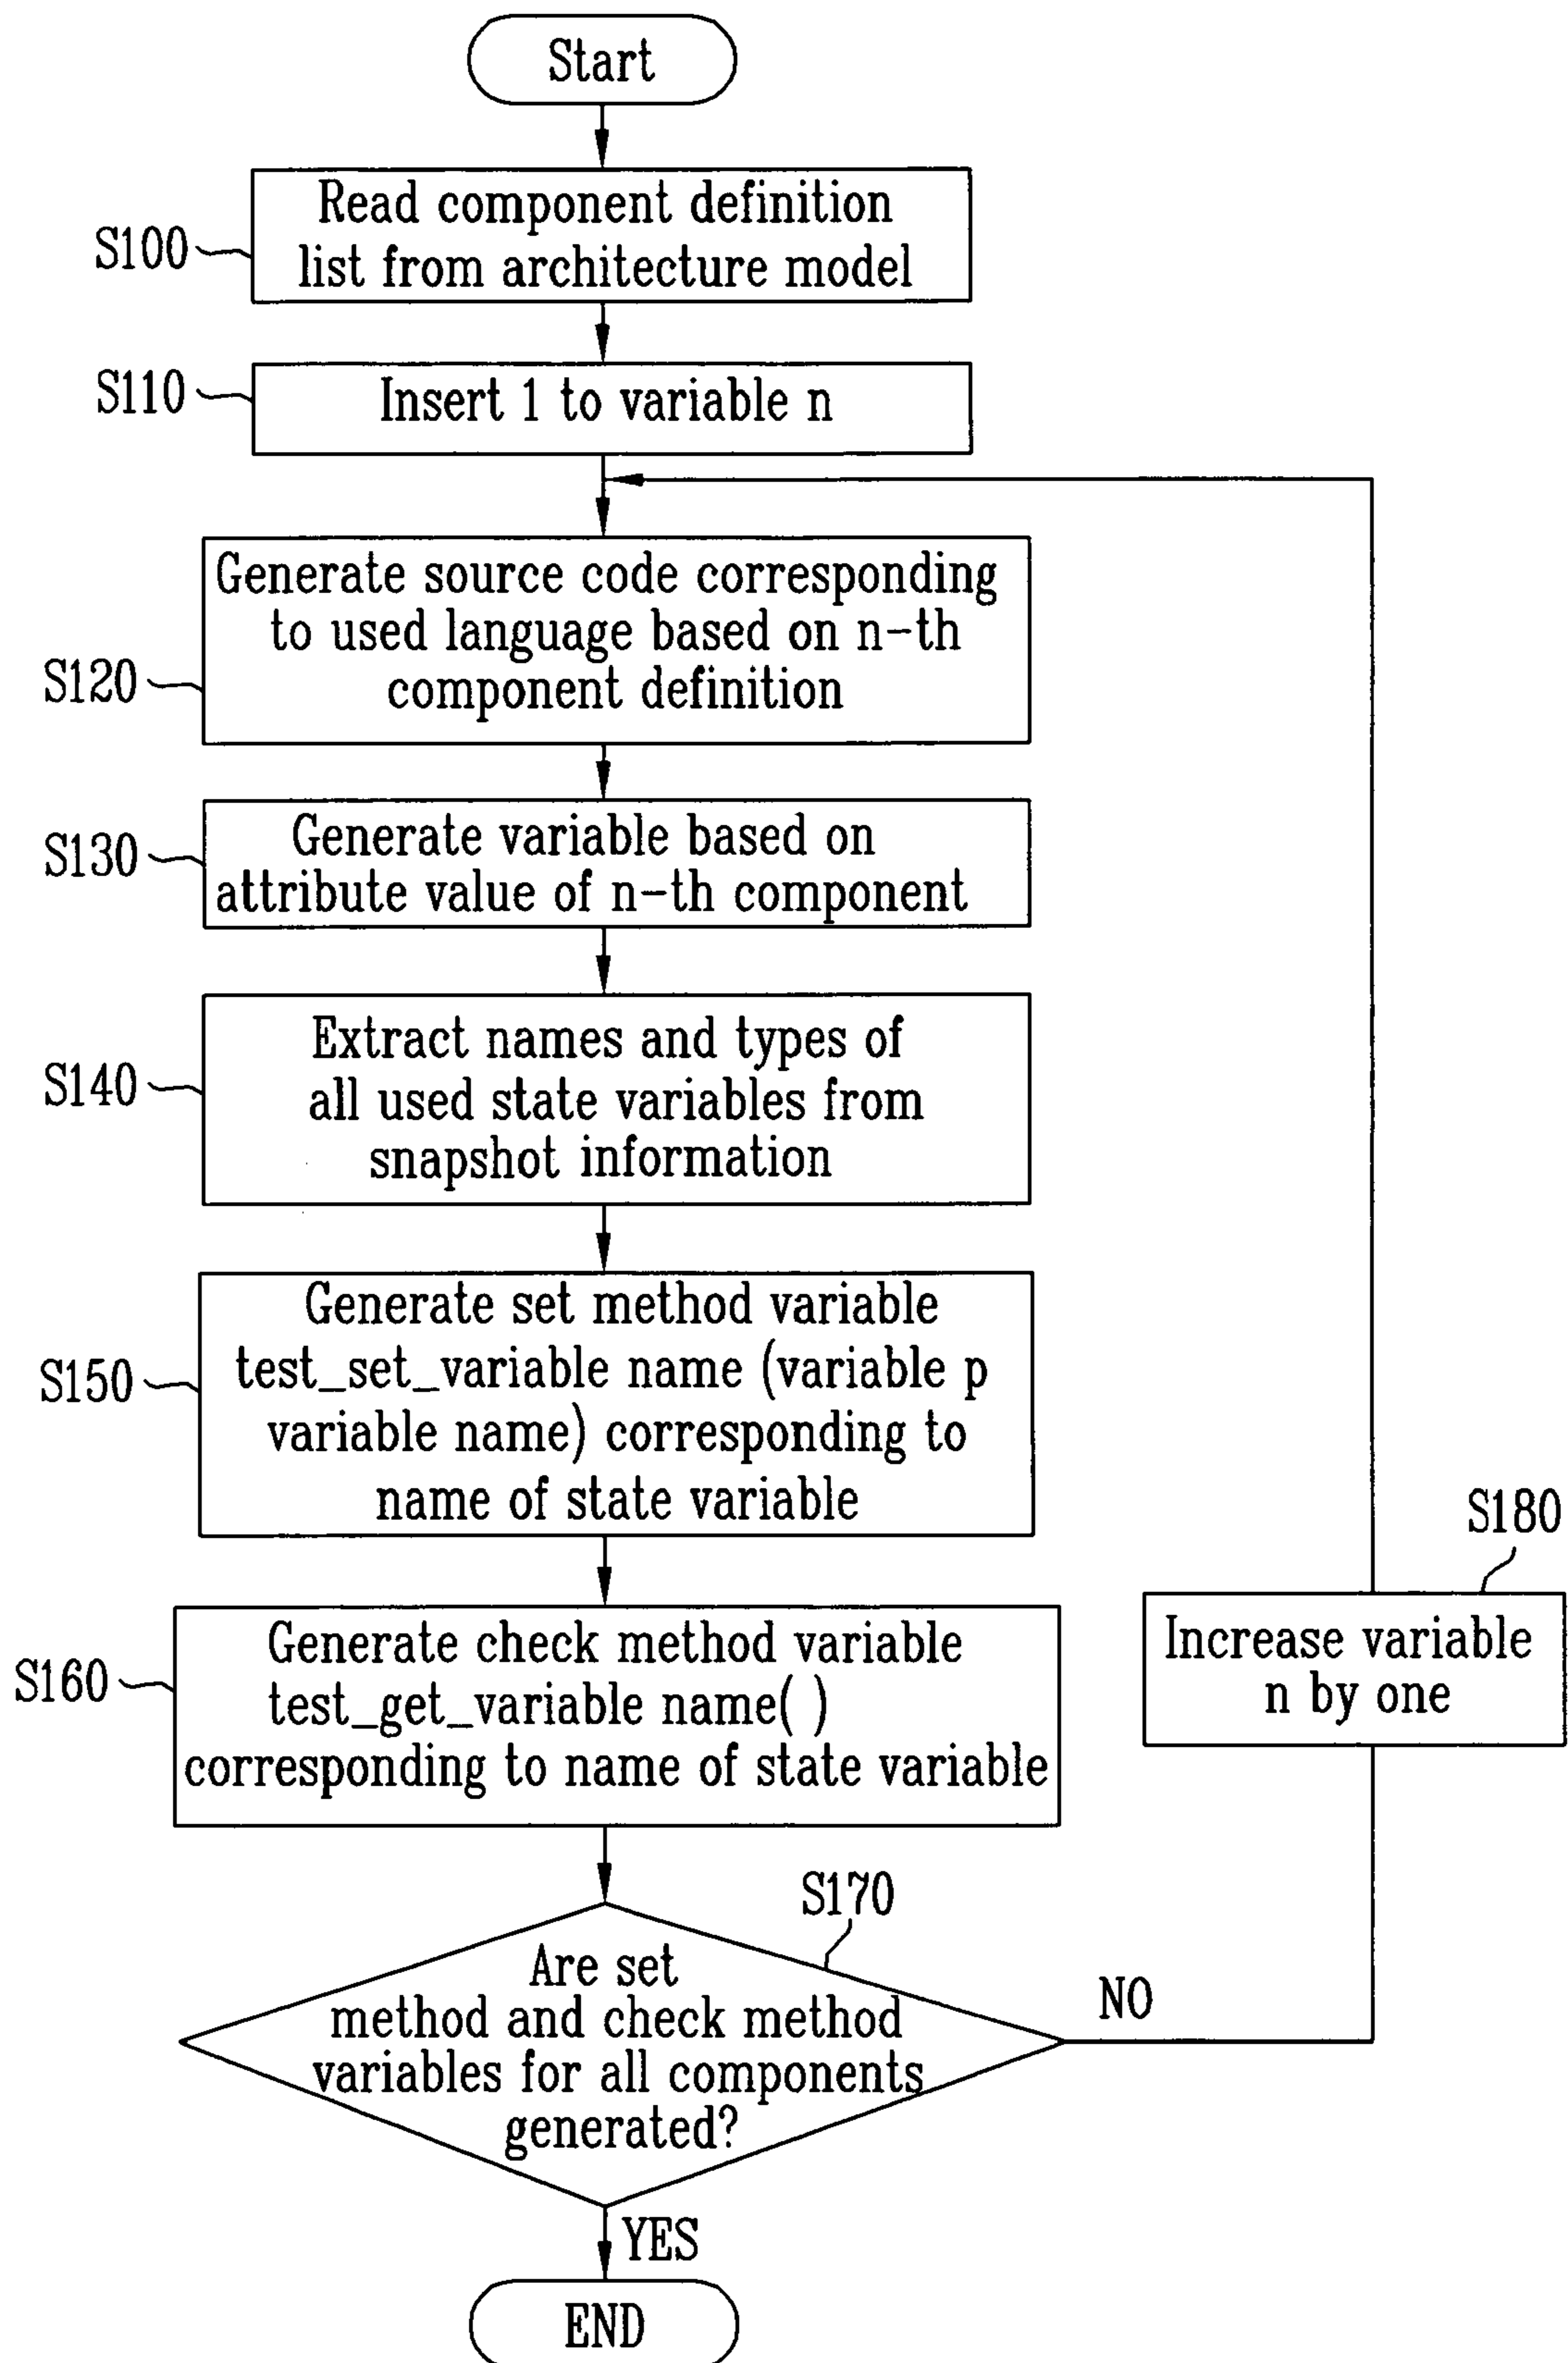 Start
Read component definition
list from architecture model
S100
Insert 1 to variable n
S110
Generate source code corresponding
to used language based on n-th
component definition
S120
Generate variable based on
attribute value of n-th component
S130
Extract names and types of
all used state variables from
snapshot information
S140
Generate set method variable
test_set_variable name (variable p
variable name) corresponding to
name of state variable
S150
Generate check method variable
test_get_variable name( )
corresponding to name of state variable
S160
S180
Increase variable
n by one
S170
Are set
method and check method
variables for all components
generated?
NO
YES
END